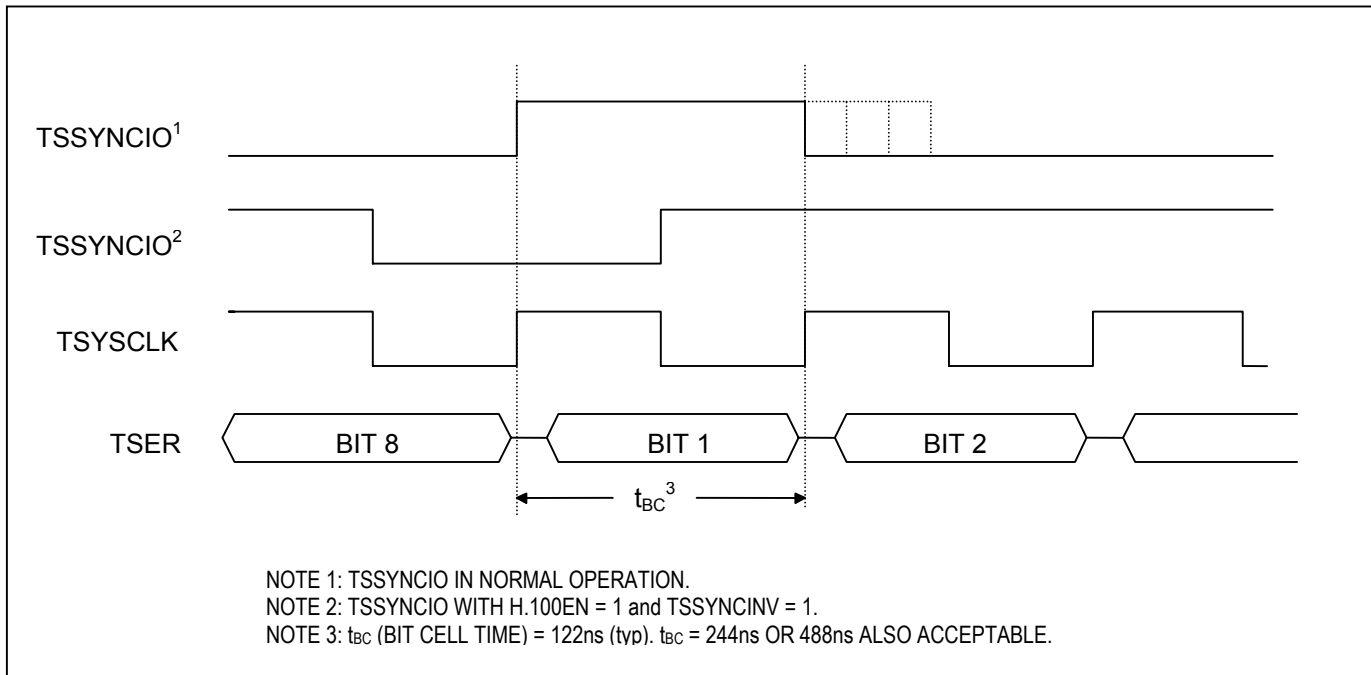 TSSYNCIO¹
TSSYNCIO²
TSYSCLK
TSER
BIT 8
BIT 1
BIT 2
tBC³
NOTE 1: TSSYNCIO IN NORMAL OPERATION.
NOTE 2: TSSYNCIO WITH H.100EN = 1 and TSSYNCINV = 1.
NOTE 3: tBC (BIT CELL TIME) = 122ns (typ). tBC = 244ns OR 488ns ALSO ACCEPTABLE.